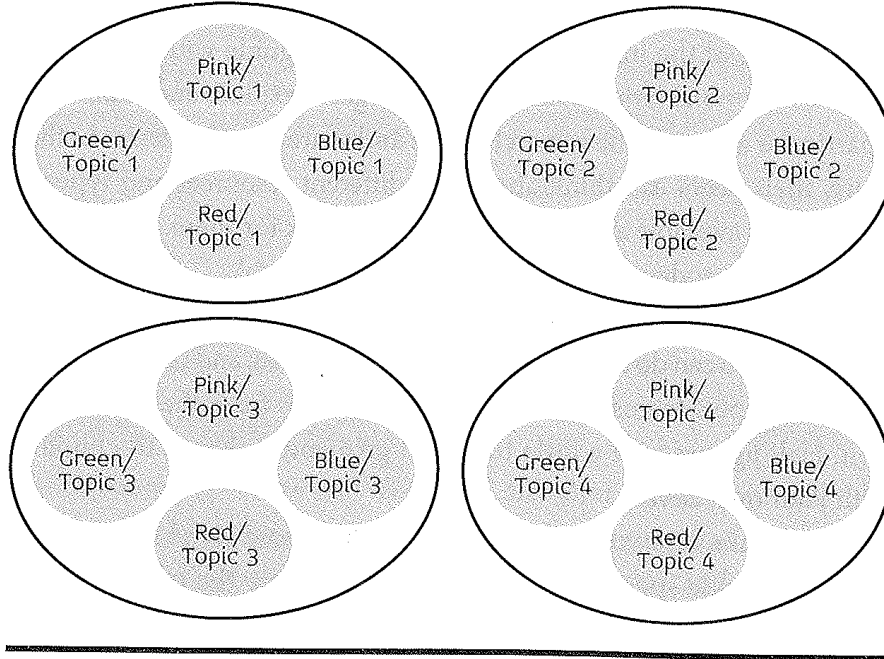 Pink/
Topic 1
Green/
Topic 1
Blue/
Topic 1
Red/
Topic 1
Pink/
Topic 2
Green/
Topic 2
Blue/
Topic 2
Red/
Topic 2
Pink/
Topic 3
Green/
Topic 3
Blue/
Topic 3
Red/
Topic 3
Pink/
Topic 4
Green/
Topic 4
Blue/
Topic 4
Red/
Topic 4